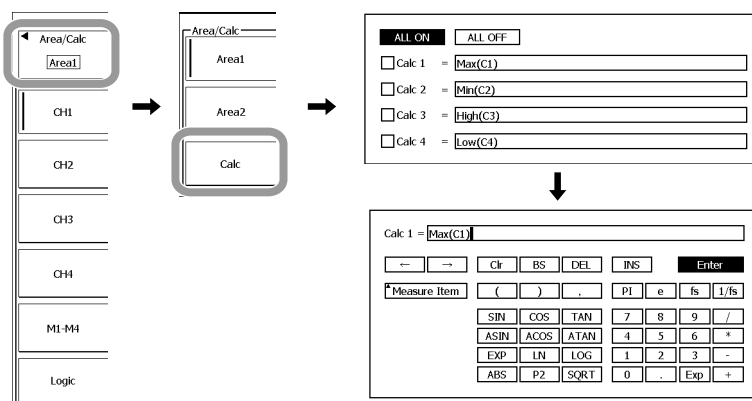 Area/Calc
Area1
CH1
CH2
CH3
CH4
M1-M4
Logic
Area/Calc
Area1
Area2
Calc
ALL ON ALL OFF
Calc 1 = Max(C1)
Calc 2 = Min(C2)
Calc 3 = High(C3)
Calc 4 = Low(C4)
Calc 1 = Max(C1)
← → Clr BS DEL INS Enter
Measure Item ( ) , PI e fs 1/fs
SIN COS TAN 7 8 9 /
ASIN ACOS ATAN 4 5 6 *
EXP LN LOG 1 2 3 -
ABS P2 SQRT 0 . Exp +